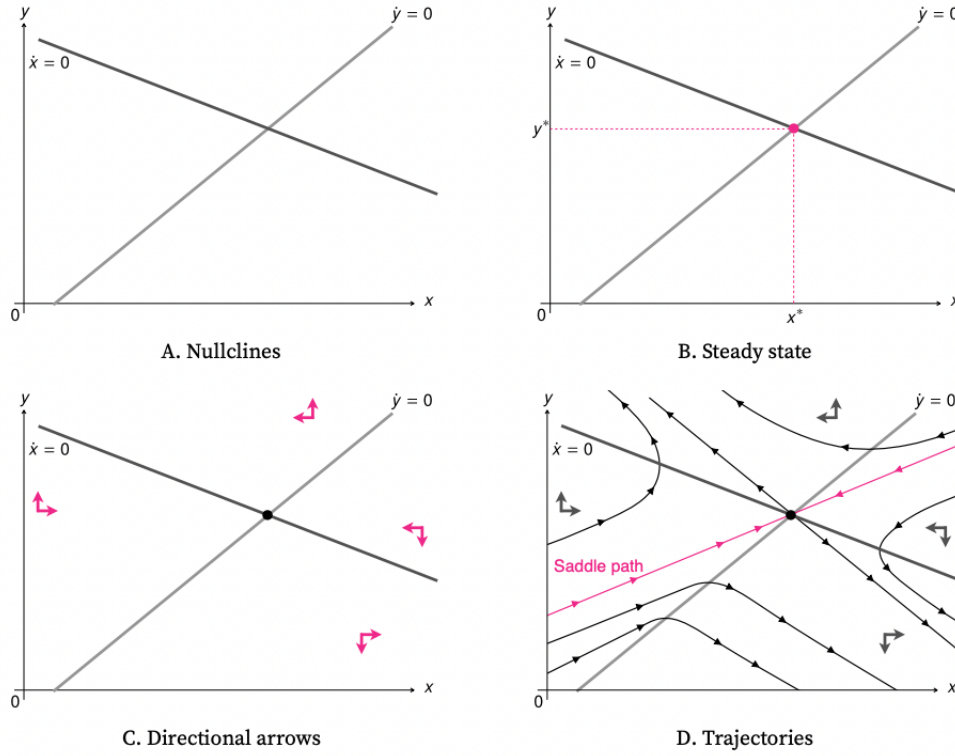 y
ẏ = 0
ẋ = 0
0
x
A. Nullclines
y
ẏ = 0
ẋ = 0
y*
0
x*
x
B. Steady state
y
ẏ = 0
ẋ = 0
0
x
C. Directional arrows
y
ẏ = 0
ẋ = 0
Saddle path
0
x
D. Trajectories